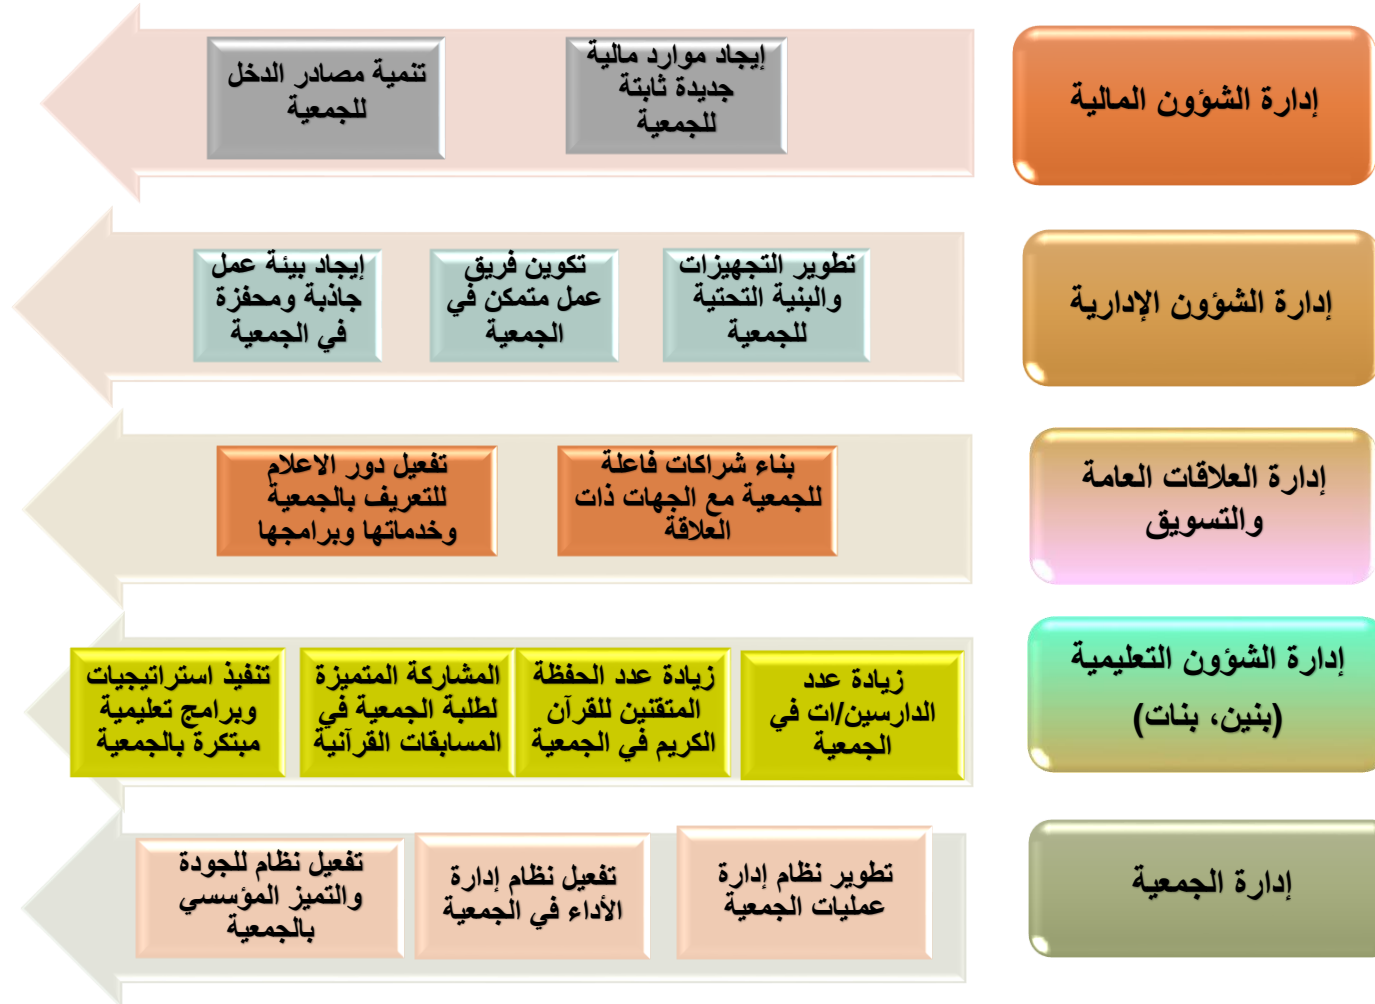 إدارة الشؤون المالية
إيجاد موارد مالية
جديدة ثابتة
للجمعية
تنمية مصادر الدخل
للجمعية
إدارة الشؤون الإدارية
تطوير التجهيزات
والبنية التحتية
للجمعية
تكوين فريق
عمل متمكن في
الجمعية
إيجاد بيئة عمل
جاذبة ومحفزة
في الجمعية
إدارة العلاقات العامة
والتسويق
بناء شراكات فاعلة
للجمعية مع الجهات ذات
العلاقة
تفعيل دور الاعلام
للتعريف بالجمعية
وخدماتها وبرامجها
إدارة الشؤون التعليمية
(بنين، بنات)
زيادة عدد
الدارسين/ات في
الجمعية
زيادة عدد الحفظة
المتقنين للقرآن
الكريم في الجمعية
المشاركة المتميزة
لطلبة الجمعية في
المسابقات القرآنية
تنفيذ استراتيجيات
وبرامج تعليمية
مبتكرة بالجمعية
إدارة الجمعية
تطوير نظام إدارة
عمليات الجمعية
تفعيل نظام إدارة
الأداء في الجمعية
تفعيل نظام للجودة
والتميز المؤسسي
بالجمعية